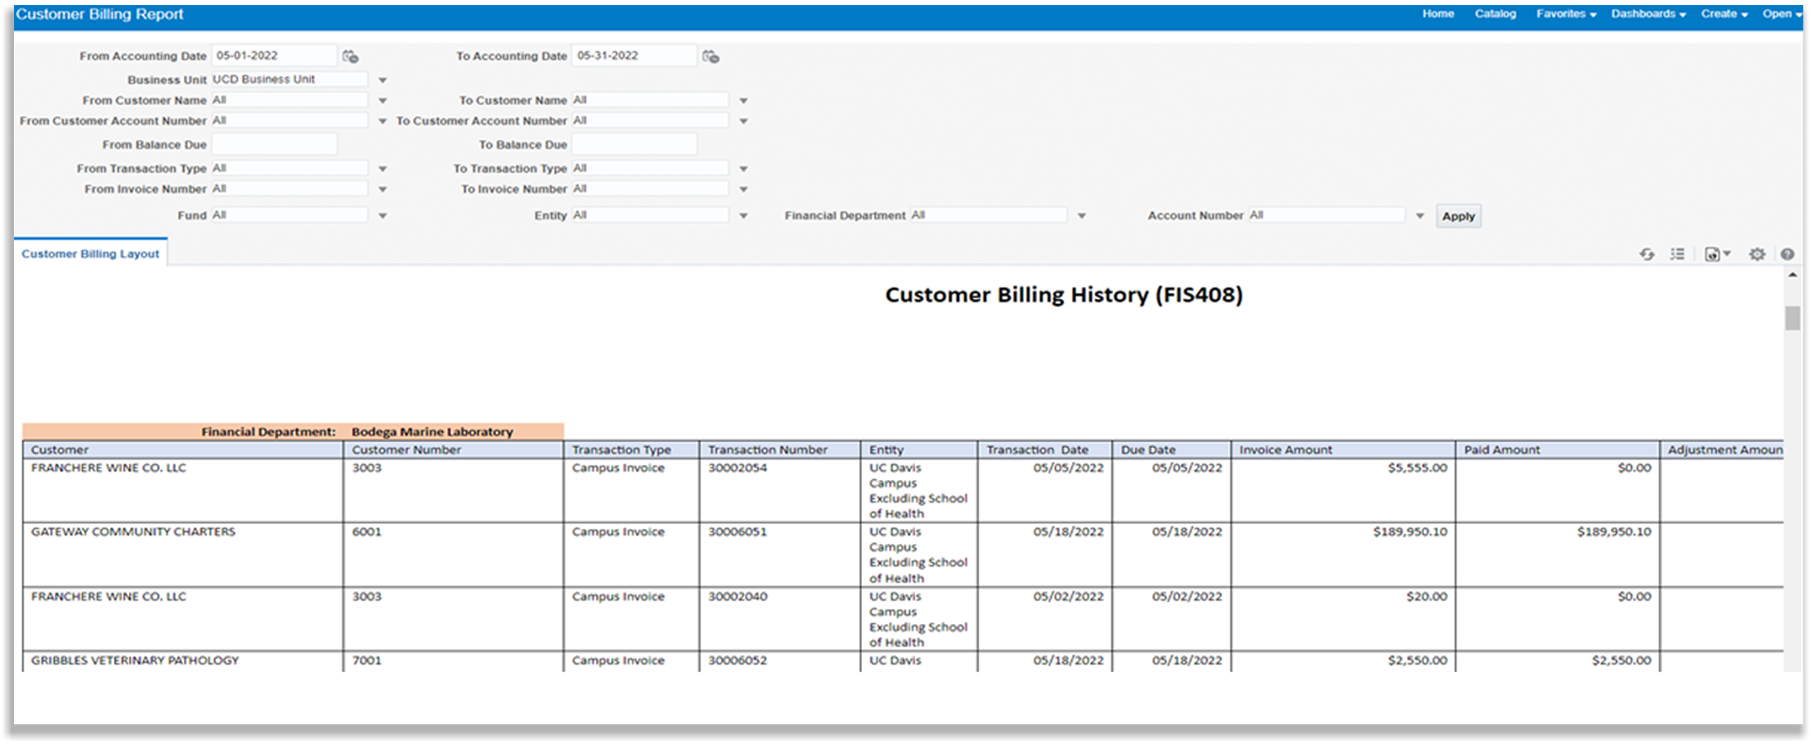 Customer Billing Report Home Catalog Favorites Dashboards Create Open
From Accounting Date 05-01-2022 To Accounting Date 05-31-2022
Business Unit UCD Business Unit
From Customer Name All To Customer Name All
From Customer Account Number All To Customer Account Number All
From Balance Due To Balance Due
From Transaction Type All To Transaction Type All
From Invoice Number All To Invoice Number All
Fund All Entity All Financial Department All Account Number All Apply
Customer Billing Layout
Customer Billing History (FIS408)
Financial Department: Bodega Marine Laboratory
Customer Customer Number Transaction Type Transaction Number Entity Transaction Date Due Date Invoice Amount Paid Amount Adjustment Amoun
FRANCHERE WINE CO. LLC 3003 Campus Invoice 30002054 UC Davis 05/05/2022 05/05/2022 $5,555.00 $0.00
Campus
Excluding School
of Health
GATEWAY COMMUNITY CHARTERS 6001 Campus Invoice 30006051 UC Davis 05/18/2022 05/18/2022 $189,950.10 $189,950.10
Campus
Excluding School
of Health
FRANCHERE WINE CO. LLC 3003 Campus Invoice 30002040 UC Davis 05/02/2022 05/02/2022 $20.00 $0.00
Campus
Excluding School
of Health
GRIBBLES VETERINARY PATHOLOGY 7001 Campus Invoice 30006052 UC Davis 05/18/2022 05/18/2022 $2,550.00 $2,550.00